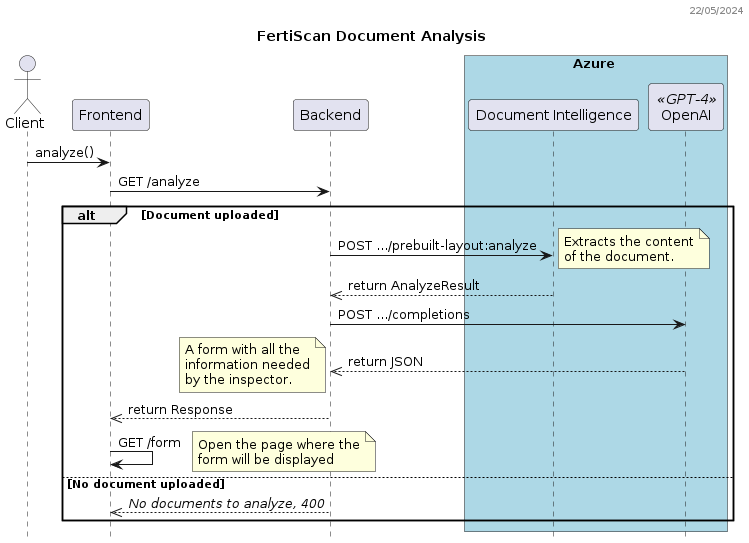 22/05/2024
FertiScan Document Analysis
Azure
Client
Frontend
Backend
Document Intelligence
«GPT-4»
OpenAI
analyze()
GET /analyze
alt
[Document uploaded]
POST .../prebuilt-layout:analyze
Extracts the content
of the document.
return AnalyzeResult
POST .../completions
A form with all the
information needed
by the inspector.
return JSON
return Response
GET /form
Open the page where the
form will be displayed
[No document uploaded]
No documents to analyze, 400